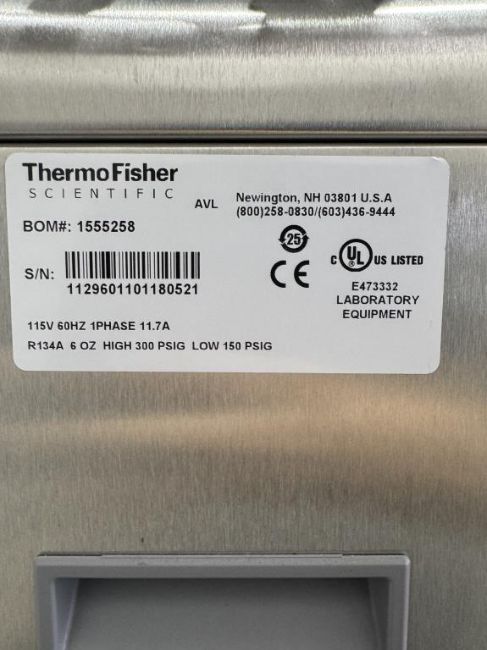 ThermoFisher
SCIENTIFIC
AVL
Newington, NH 03801 U.S.A
(800)258-0830/(603)436-9444
BOM#: 1555258
25
S/N:
1129601101180521
CE
C UL US LISTED
E473332
LABORATORY
EQUIPMENT
115V 60HZ 1PHASE 11.7A
R134A 6 OZ HIGH 300 PSIG LOW 150 PSIG